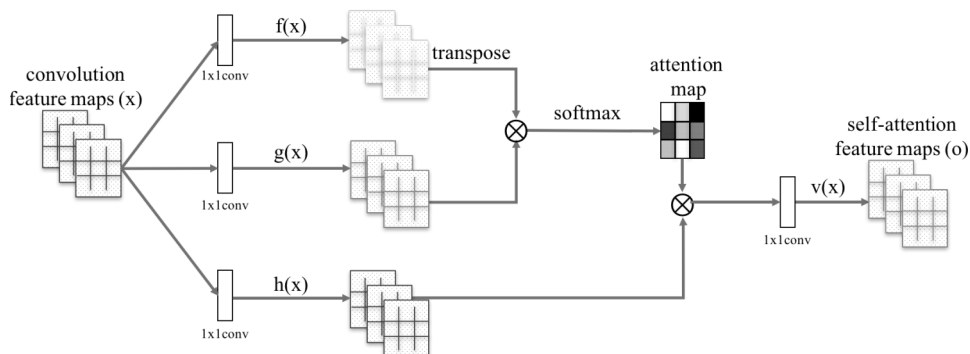 convolution
feature maps (x)
1x1conv
f(x)
transpose
1x1conv
g(x)
1x1conv
h(x)
softmax
attention
map
1x1conv
v(x)
self-attention
feature maps (o)